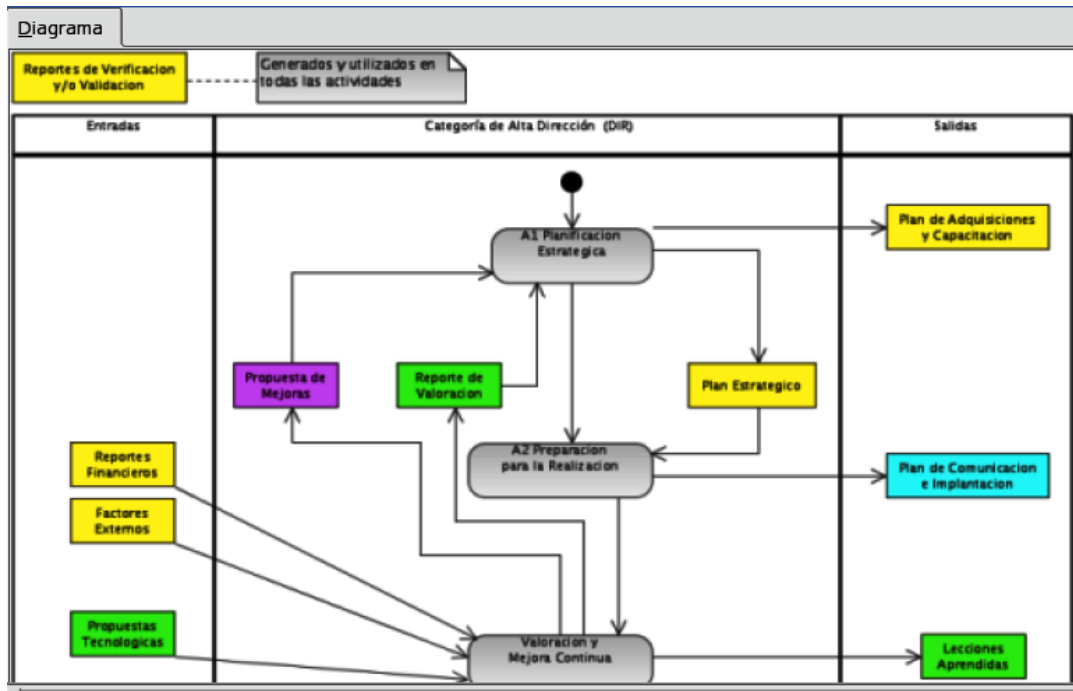 Diagrama
Reportes de Verificacion
y/o Validacion
Generados y utilizados en
todas las actividades
Entradas
Categoría de Alta Dirección (DIR)
Salidas
A1 Planificacion
Estrategica
Plan de Adquisiciones
y Capacitacion
Propuesta de
Mejoras
Reporte de
Valoracion
Plan Estrategico
Reportes
Financieros
A2 Preparacion
para la Realizacion
Plan de Comunicacion
e Implantacion
Factores
Externos
Propuestas
Tecnologicas
Valoracion y
Mejora Continua
Lecciones
Aprendidas